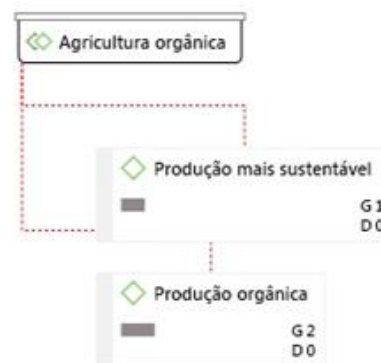 Agricultura orgânica
Produção mais sustentável
G 1
D 0
Produção orgânica
G 2
D 0